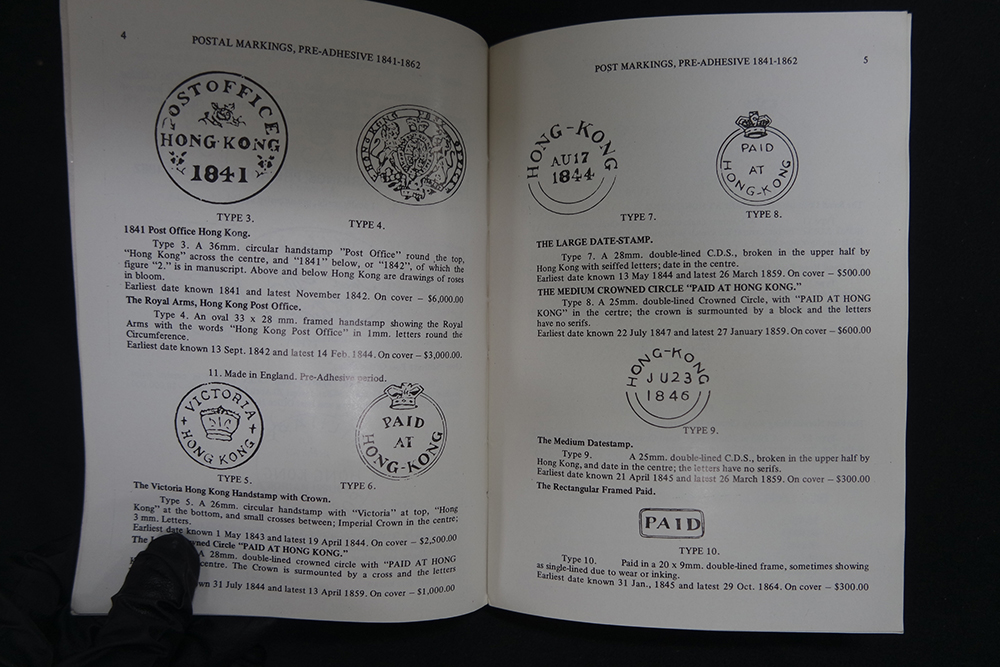 4
POSTAL MARKINGS, PRE-ADHESIVE 1841-1862
POST OFFICE
HONG·KONG
1841
HONG KONG POST OFFICE
TYPE 3.
TYPE 4.
1841 Post Office Hong Kong.
Type 3. A 36mm. circular handstamp "Post Office" round the top,
"Hong Kong" across the centre, and "1841" below, or "1842", of which the
figure "2." is in manuscript. Above and below Hong Kong are drawings of roses
in bloom.
Earliest date known 1841 and latest November 1842. On cover – $6,000.00
The Royal Arms, Hong Kong Post Office.
Type 4. An oval 33 x 28 mm. framed handstamp showing the Royal
Arms with the words "Hong Kong Post Office" in 1mm. letters round the
Circumference.
Earliest date known 13 Sept. 1842 and latest 14 Feb. 1844. On cover – $3,000.00.
11. Made in England. Pre-Adhesive period.
VICTORIA
HONG KONG
PAID
AT
HONG-KONG
TYPE 5.
TYPE 6.
The Victoria Hong Kong Handstamp with Crown.
Type 5. A 26mm. circular handstamp with "Victoria" at top, "Hong
Kong" at the bottom, and small crosses between; Imperial Crown in the centre;
3 mm. Letters.
Earliest date known 1 May 1843 and latest 19 April 1844. On cover – $2,500.00
The Crowned Circle "PAID AT HONG KONG."
A 28mm. double-lined crowned circle with "PAID AT HONG
centre. The Crown is surmounted by a cross and the letters
31 July 1844 and latest 13 April 1859. On cover – $1,000.00
POST MARKINGS, PRE-ADHESIVE 1841-1862
5
HONG-KONG
AU17
1844
PAID
AT
HONG-KONG
TYPE 7.
TYPE 8.
THE LARGE DATE-STAMP.
Type 7. A 28mm. double-lined C.D.S., broken in the upper half by
Hong Kong with seiffed letters; date in the centre.
Earliest date known 13 May 1844 and latest 26 March 1859. On cover – $500.00
THE MEDIUM CROWNED CIRCLE "PAID AT HONG KONG."
Type 8. A 25mm. double-lined Crowned Circle, with "PAID AT HONG
KONG" in the certre; the crown is surmounted by a block and the letters
have no serifs.
Earliest date known 22 July 1847 and latest 27 January 1859. On cover – $600.00
HONG-KONG
JU23
1846
TYPE 9.
The Medium Datestamp.
Type 9. A 25mm. double-lined C.D.S., broken in the upper half by
Hong Kong, and date in the centre; the letters have no serifs.
Earliest date known 21 April 1845 and latest 26 March 1859. On cover – $300.00
The Rectangular Framed Paid.
PAID
TYPE 10.
Type 10. Paid in a 20 x 9mm. double-lined frame, sometimes showing
as single-lined due to wear or inking.
Earliest date known 31 Jan., 1845 and latest 29 Oct. 1864. On cover – $300.00